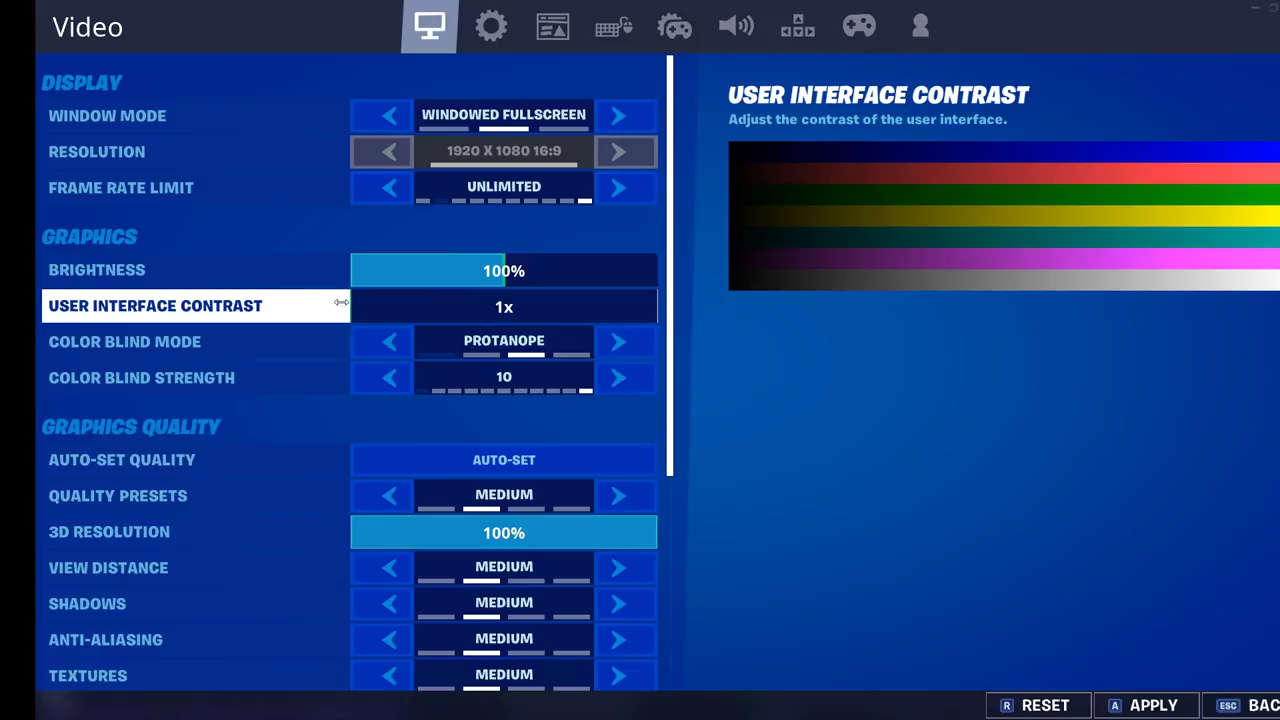 Video
DISPLAY
WINDOW MODE
WINDOWED FULLSCREEN
RESOLUTION
1920 X 1080 16:9
FRAME RATE LIMIT
UNLIMITED
GRAPHICS
BRIGHTNESS
100%
USER INTERFACE CONTRAST
1x
COLOR BLIND MODE
PROTANOPE
COLOR BLIND STRENGTH
10
GRAPHICS QUALITY
AUTO-SET QUALITY
AUTO-SET
QUALITY PRESETS
MEDIUM
3D RESOLUTION
100%
VIEW DISTANCE
MEDIUM
SHADOWS
MEDIUM
ANTI-ALIASING
MEDIUM
TEXTURES
MEDIUM
USER INTERFACE CONTRAST
Adjust the contrast of the user interface.
R RESET
A APPLY
ESC BAC